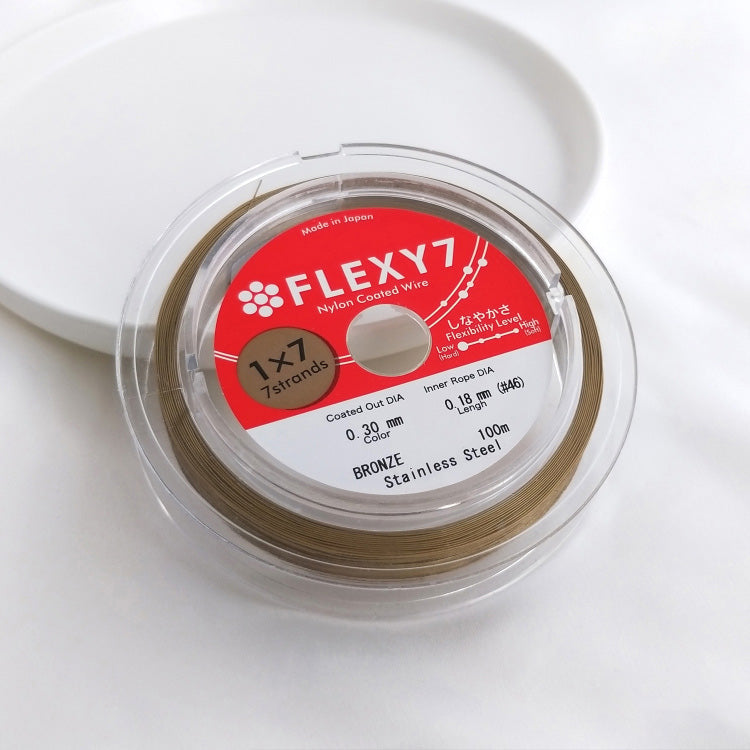 Made in Japan
FLEXY7
Nylon Coated Wire
しなやかさ
Flexibility Level
Low High
(Hard) (Soft)
1×7
7strands
Coated Out DIA Inner Rope DIA
0.30 mm 0.18 mm (#46)
Color Lengh
BRONZE 100m
Stainless Steel